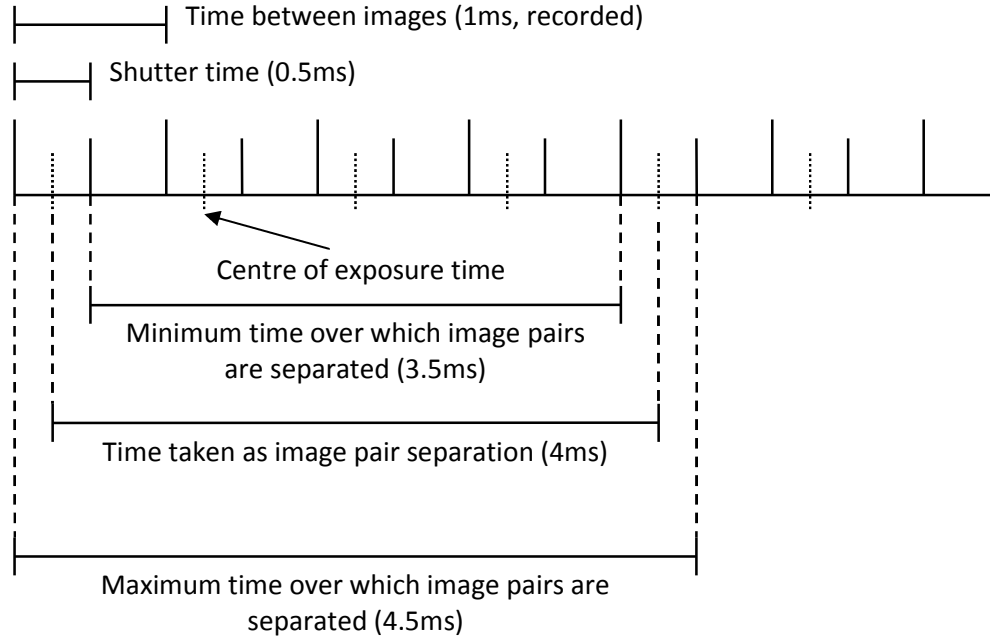 Time between images (1ms, recorded)
Shutter time (0.5ms)
Centre of exposure time
Minimum time over which image pairs
are separated (3.5ms)
Time taken as image pair separation (4ms)
Maximum time over which image pairs are
separated (4.5ms)